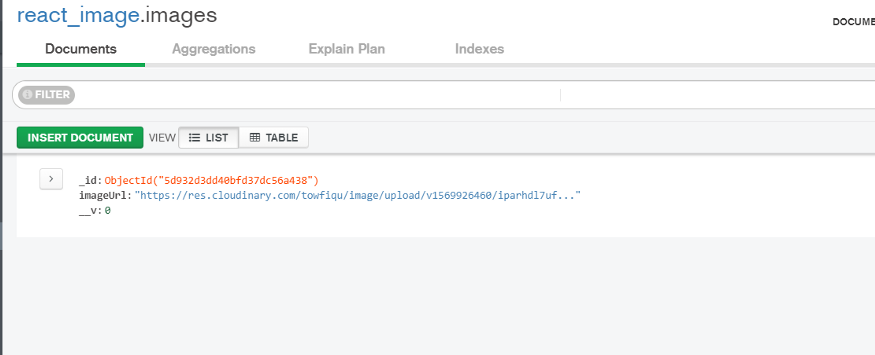 react_image.images
DOCUME
Documents Aggregations Explain Plan Indexes
FILTER
INSERT DOCUMENT VIEW LIST TABLE
_id: ObjectId("5d932d3dd40bfd37dc56a438")
imageUrl: "https://res.cloudinary.com/towfiqu/image/upload/v1569926460/iparhdl7uf..."
__v: 0